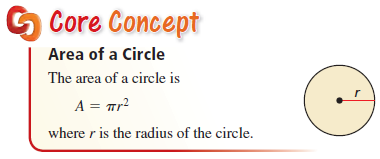 Core Concept
Area of a Circle
The area of a circle is
A = πr²
where r is the radius of the circle.
r